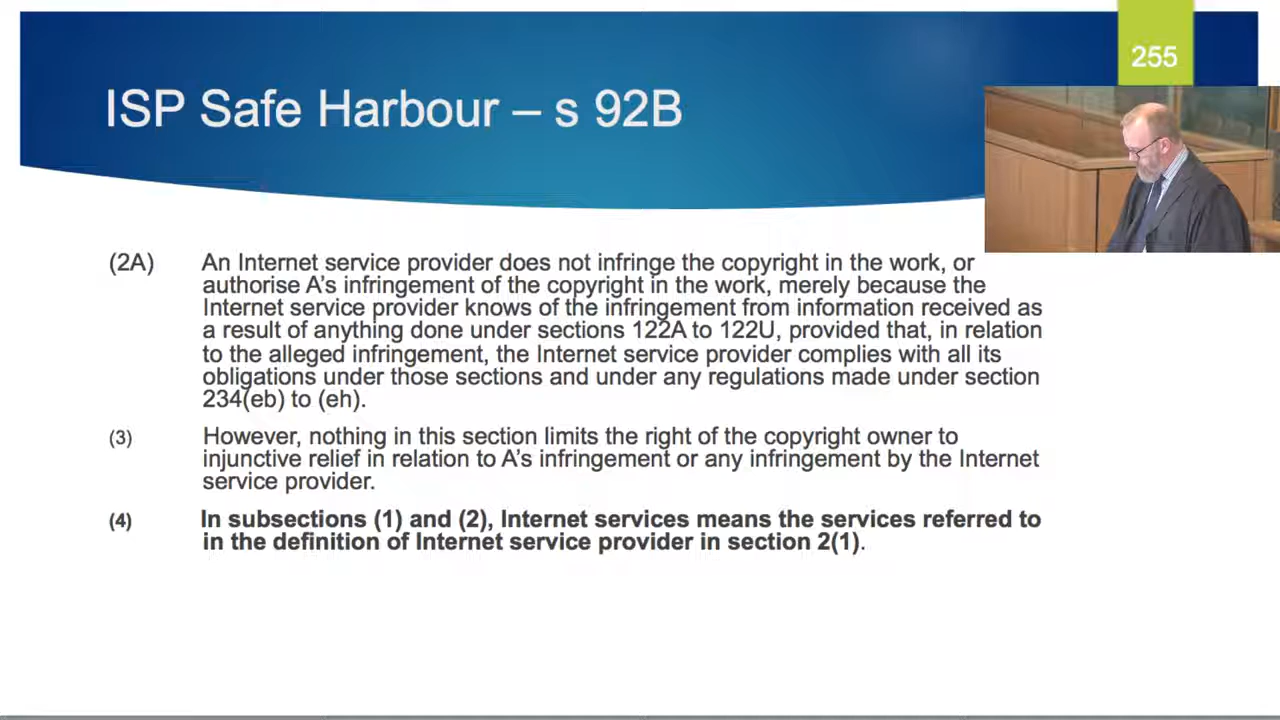 255
ISP Safe Harbour – s 92B
(2A) An Internet service provider does not infringe the copyright in the work, or
authorise A’s infringement of the copyright in the work, merely because the
Internet service provider knows of the infringement from information received as
a result of anything done under sections 122A to 122U, provided that, in relation
to the alleged infringement, the Internet service provider complies with all its
obligations under those sections and under any regulations made under section
234(eb) to (eh).
(3) However, nothing in this section limits the right of the copyright owner to
injunctive relief in relation to A’s infringement or any infringement by the Internet
service provider.
(4) In subsections (1) and (2), Internet services means the services referred to
in the definition of Internet service provider in section 2(1).